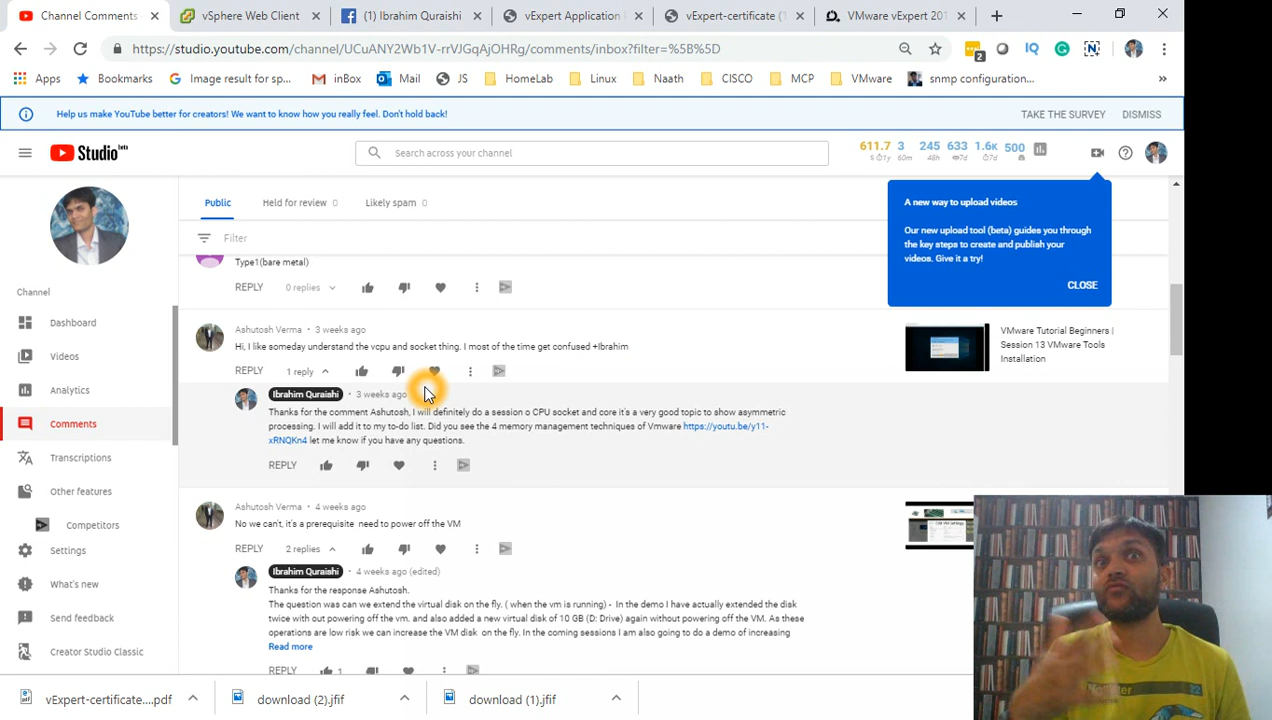 Channel Comments
vSphere Web Client
(1) Ibrahim Quraishi
vExpert Application
vExpert-certificate (
VMware vExpert 201
https://studio.youtube.com/channel/UCuANY2Wb1V-rrVJGqAjOHRg/comments/inbox?filter=%5B%5D
2
Apps
Bookmarks
Image result for sp...
inBox
Mail
JS
HomeLab
Linux
Naath
CISCO
MCP
VMware
snmp configuration...
Help us make YouTube better for creators! We want to know how you really feel. Don't hold back!
TAKE THE SURVEY
DISMISS
Studio beta
Search across your channel
611.7 3 245 633 1.6K 500
1y 60m 48h 7d 7d
A new way to upload videos
Our new upload tool (beta) guides you through
the key steps to create and publish your
videos. Give it a try!
CLOSE
Public
Held for review 0
Likely spam 0
Filter
Channel
Dashboard
Videos
Analytics
Comments
Transcriptions
Other features
Competitors
Settings
What's new
Send feedback
Creator Studio Classic
Type1(bare metal)
REPLY 0 replies
Ashutosh Verma • 3 weeks ago
Hi, I like someday understand the vcpu and socket thing. I most of the time get confused +Ibrahim
REPLY 1 reply
VMware Tutorial Beginners |
Session 13 VMware Tools
Installation
Ibrahim Quraishi • 3 weeks ago
Thanks for the comment Ashutosh, I will definitely do a session o CPU socket and core it's a very good topic to show asymmetric
processing. I will add it to my to-do list. Did you see the 4 memory management techniques of Vmware https://youtu.be/y11-
xRNQKn4 let me know if you have any questions.
REPLY
Ashutosh Verma • 4 weeks ago
No we can't, it's a prerequisite need to power off the VM
REPLY 2 replies
Ibrahim Quraishi • 4 weeks ago (edited)
Thanks for the response Ashutosh.
The question was can we extend the virtual disk on the fly. ( when the vm is running) - In the demo I have actually extended the disk
twice with out powering off the VM. and also added a new virtual disk of 10 GB (D: Drive) again without powering off the VM. As these
operations are low risk we can increase the VM disk on the fly. In the coming sessions I am also going to do a demo of increasing
Read more
REPLY 1
vExpert-certificate....pdf
download (2).jfif
download (1).jfif